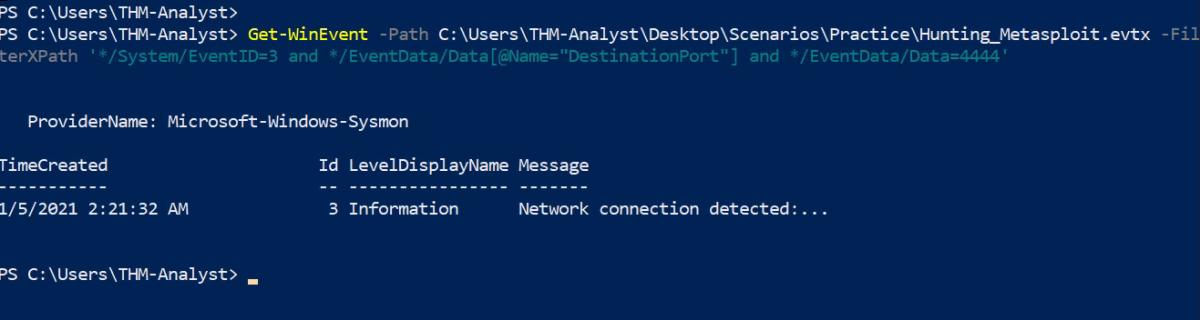 PS C:\Users\THM-Analyst>
PS C:\Users\THM-Analyst> Get-WinEvent -Path C:\Users\THM-Analyst\Desktop\Scenarios\Practice\Hunting_Metasploit.evtx -Fil
terXPath '*/System/EventID=3 and */EventData/Data[@Name="DestinationPort"] and */EventData/Data=4444'
ProviderName: Microsoft-Windows-Sysmon
TimeCreated Id LevelDisplayName Message
----------- -- ---------------- -------
1/5/2021 2:21:32 AM 3 Information Network connection detected:...
PS C:\Users\THM-Analyst>